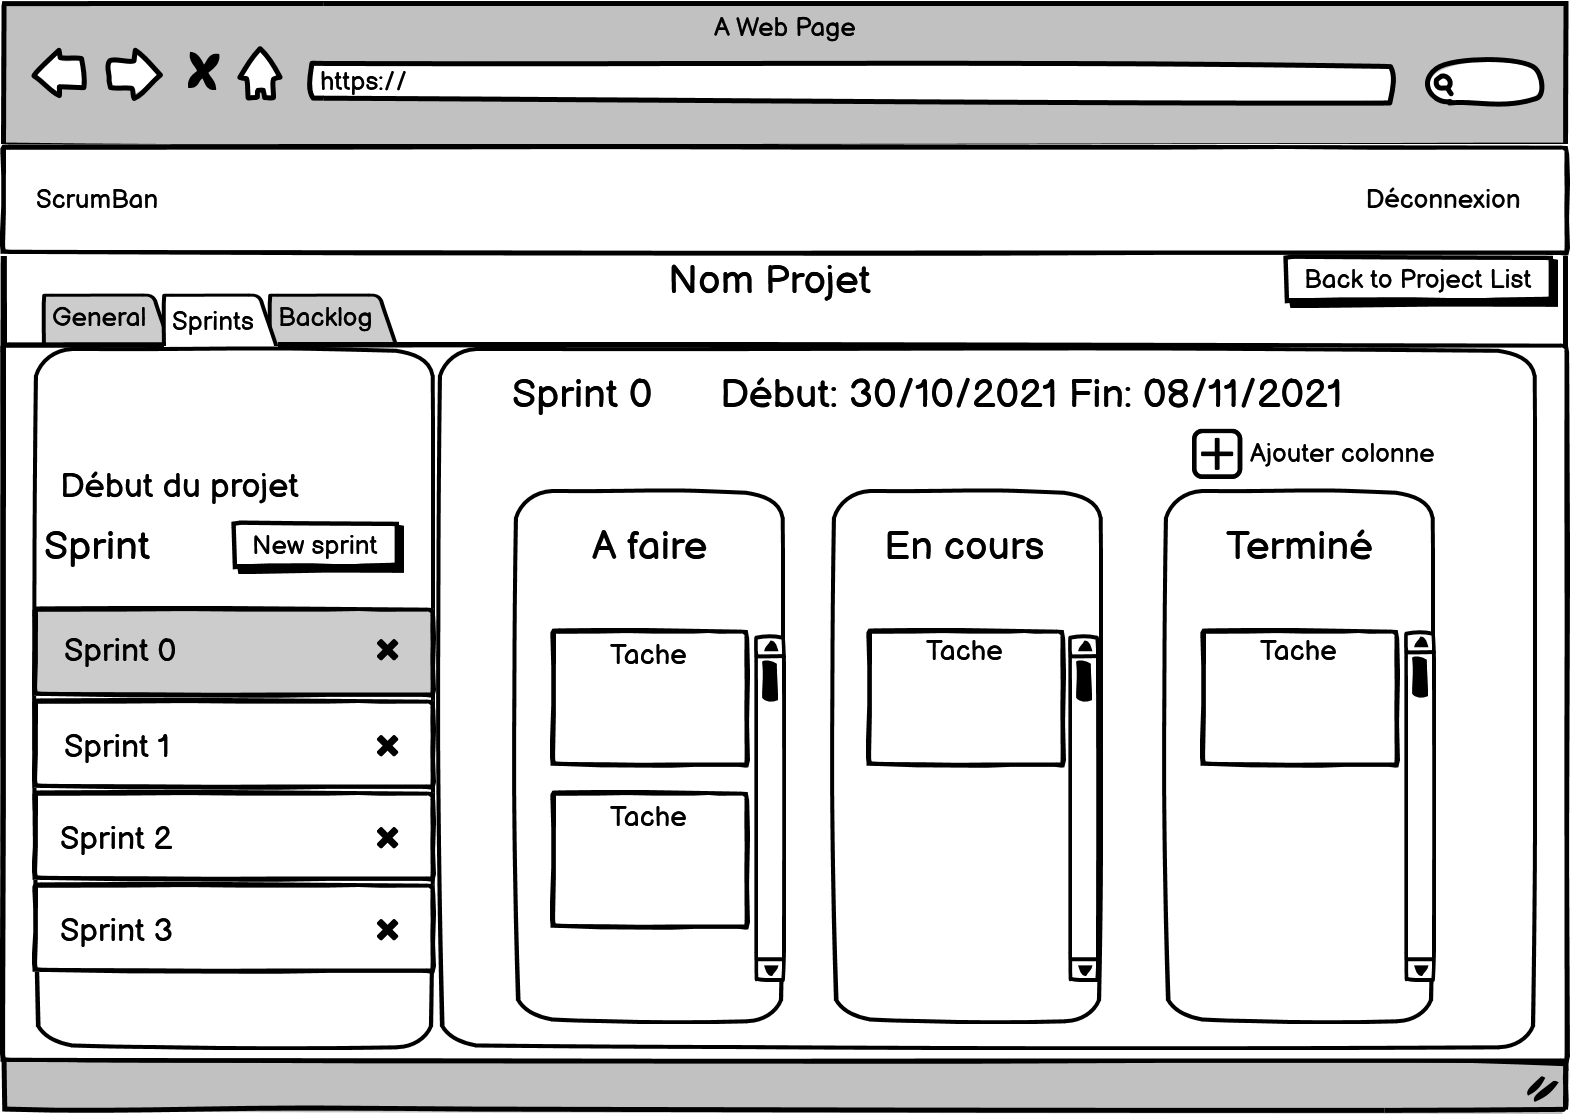 A Web Page
https://
ScrumBan
Déconnexion
Nom Projet
Back to Project List
General
Sprints
Backlog
Début du projet
Sprint
New sprint
Sprint 0
Sprint 1
Sprint 2
Sprint 3
Sprint 0 Début: 30/10/2021 Fin: 08/11/2021
Ajouter colonne
A faire
Tache
Tache
En cours
Tache
Terminé
Tache